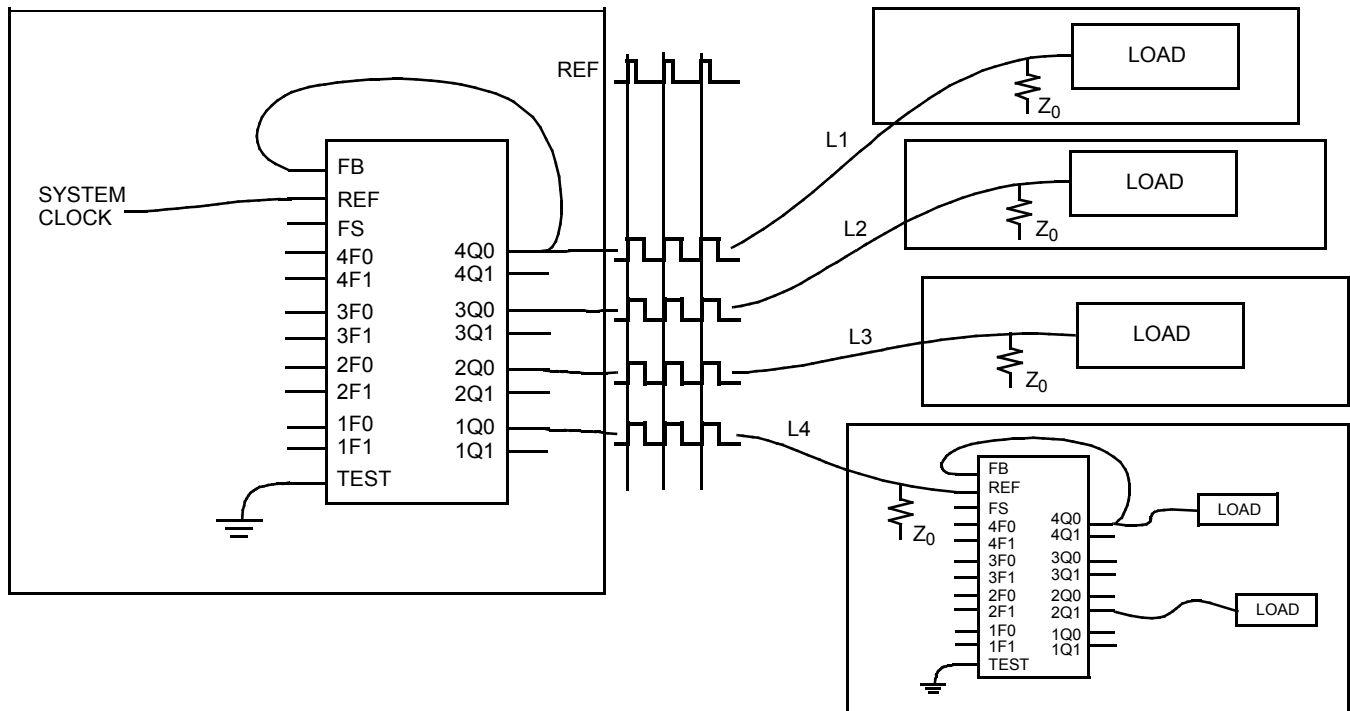 SYSTEM
CLOCK
FB
REF
FS
4F0
4F1
3F0
3F1
2F0
2F1
1F0
1F1
TEST
4Q0
4Q1
3Q0
3Q1
2Q0
2Q1
1Q0
1Q1
REF
L1
L2
L3
L4
LOAD
Z0
LOAD
Z0
LOAD
Z0
Z0
FB
REF
FS
4F0
4F1
3F0
3F1
2F0
2F1
1F0
1F1
TEST
4Q0
4Q1
3Q0
3Q1
2Q0
2Q1
1Q0
1Q1
LOAD
LOAD